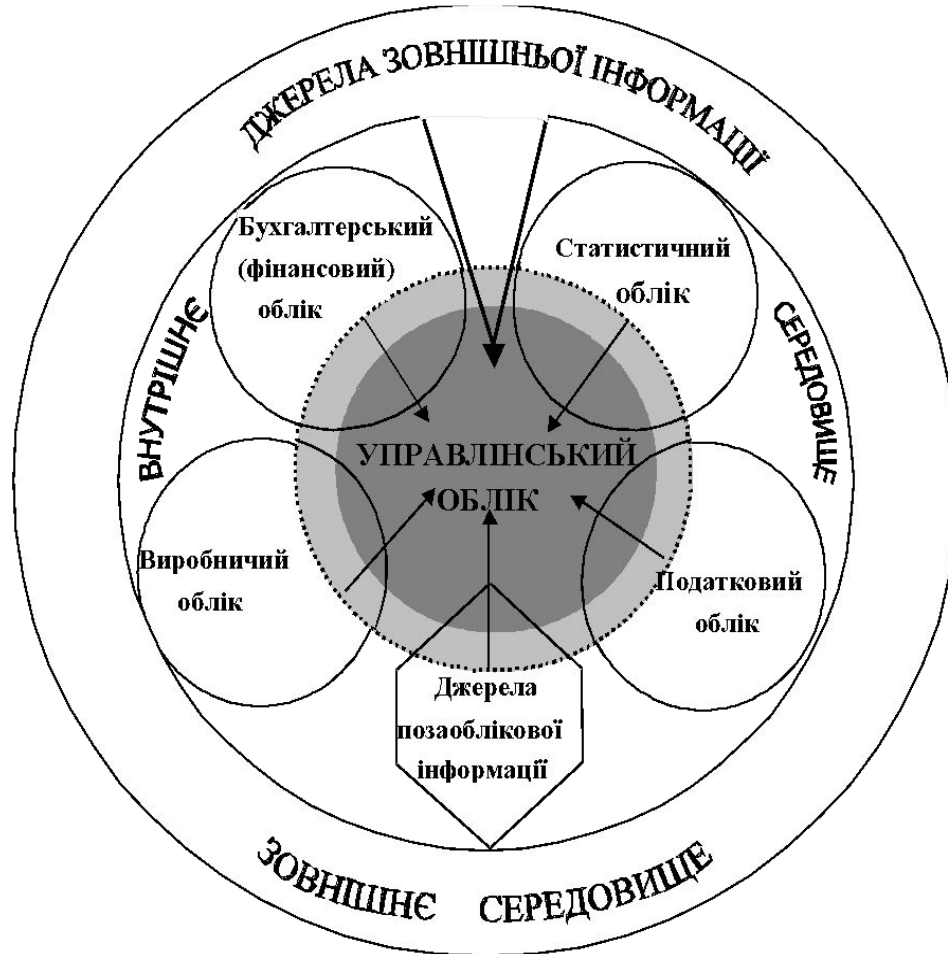 ДЖЕРЕЛА ЗОВНІШНЬОЇ ІНФОРМАЦІЇ
Бухгалтерський
(фінансовий)
облік
Статистичний
облік
ВНУТРІШНЄ
СЕРЕДОВИЩЕ
УПРАВЛІНСЬКИЙ
ОБЛІК
Виробничий
облік
Податковий
облік
Джерела
позаоблікової
інформації
ЗОВНІШНЄ СЕРЕДОВИЩЕ